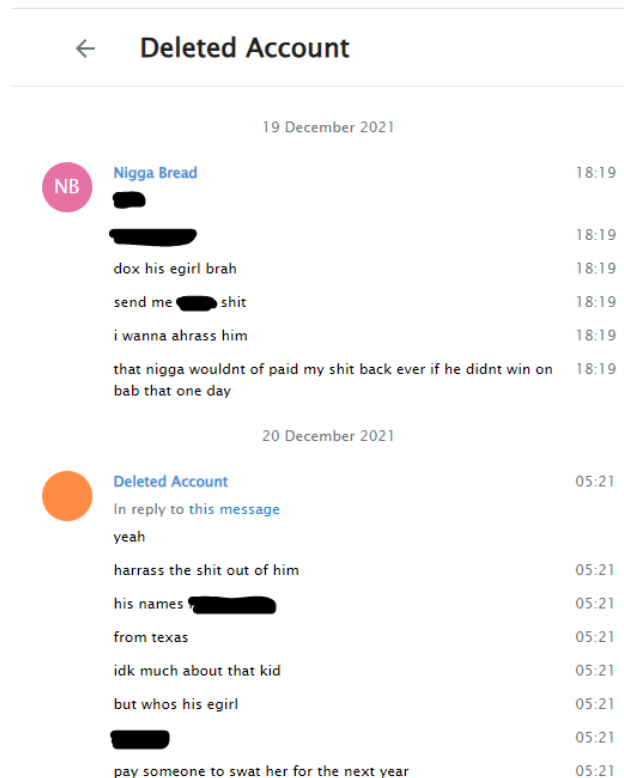 Deleted Account
19 December 2021
NB
Nigga Bread 18:19
18:19
dox his egirl brah 18:19
send me shit 18:19
i wanna ahrass him 18:19
that nigga wouldnt of paid my shit back ever if he didnt win on 18:19
bab that one day
20 December 2021
Deleted Account 05:21
In reply to this message
yeah
harrass the shit out of him 05:21
his names 05:21
from texas 05:21
idk much about that kid 05:21
but whos his egirl 05:21
05:21
pay someone to swat her for the next year 05:21